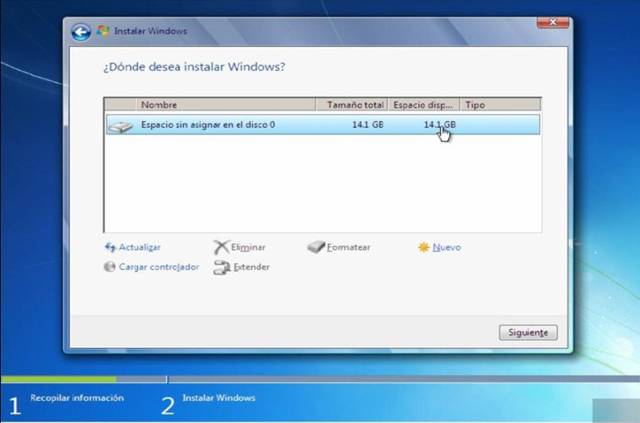 Instalar Windows
¿Dónde desea instalar Windows?
Nombre Tamaño total Espacio disp... Tipo
Espacio sin asignar en el disco 0 14.1 GB 14.1 GB
Actualizar Eliminar Formatear Nuevo
Cargar controlador Extender
Siguiente
1 Recopilar información 2 Instalar Windows